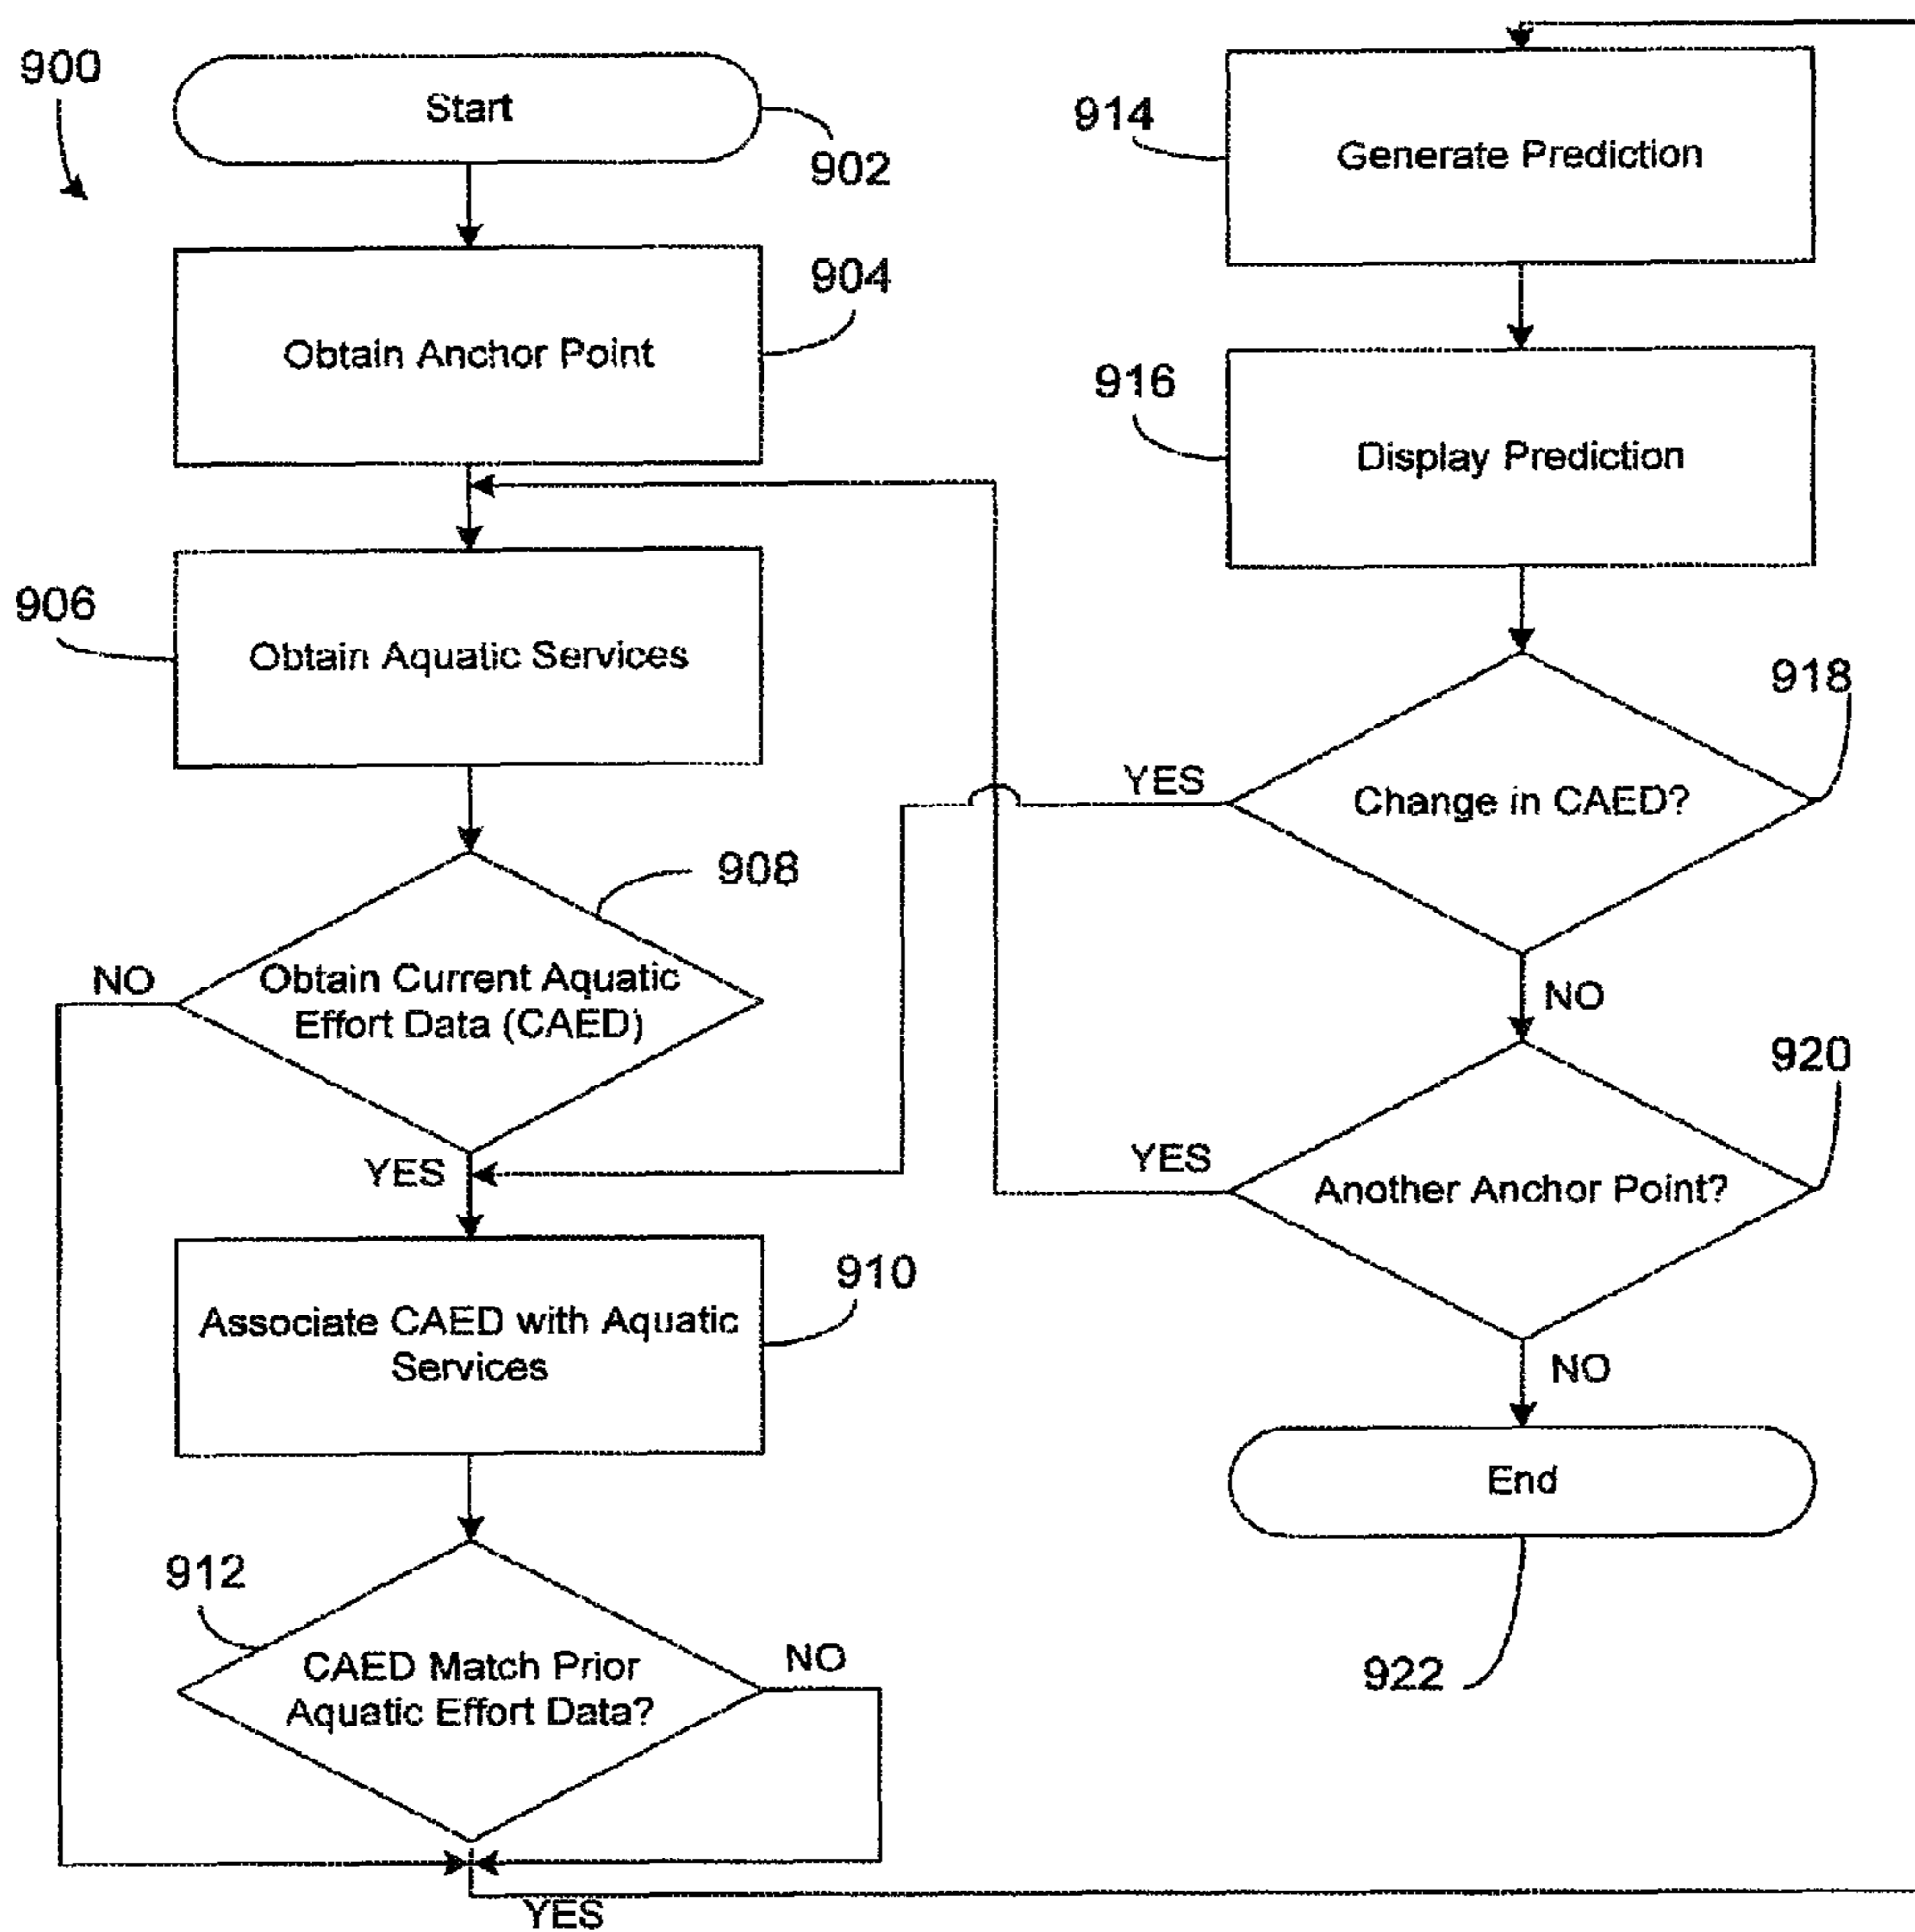 900
Start
902
904
Obtain Anchor Point
906
Obtain Aquatic Services
908
NO
Obtain Current Aquatic
Effort Data (CAED)
YES
910
Associate CAED with Aquatic
Services
912
CAED Match Prior
Aquatic Effort Data?
NO
YES
914
Generate Prediction
916
Display Prediction
918
YES
Change in CAED?
NO
920
YES
Another Anchor Point?
NO
End
922